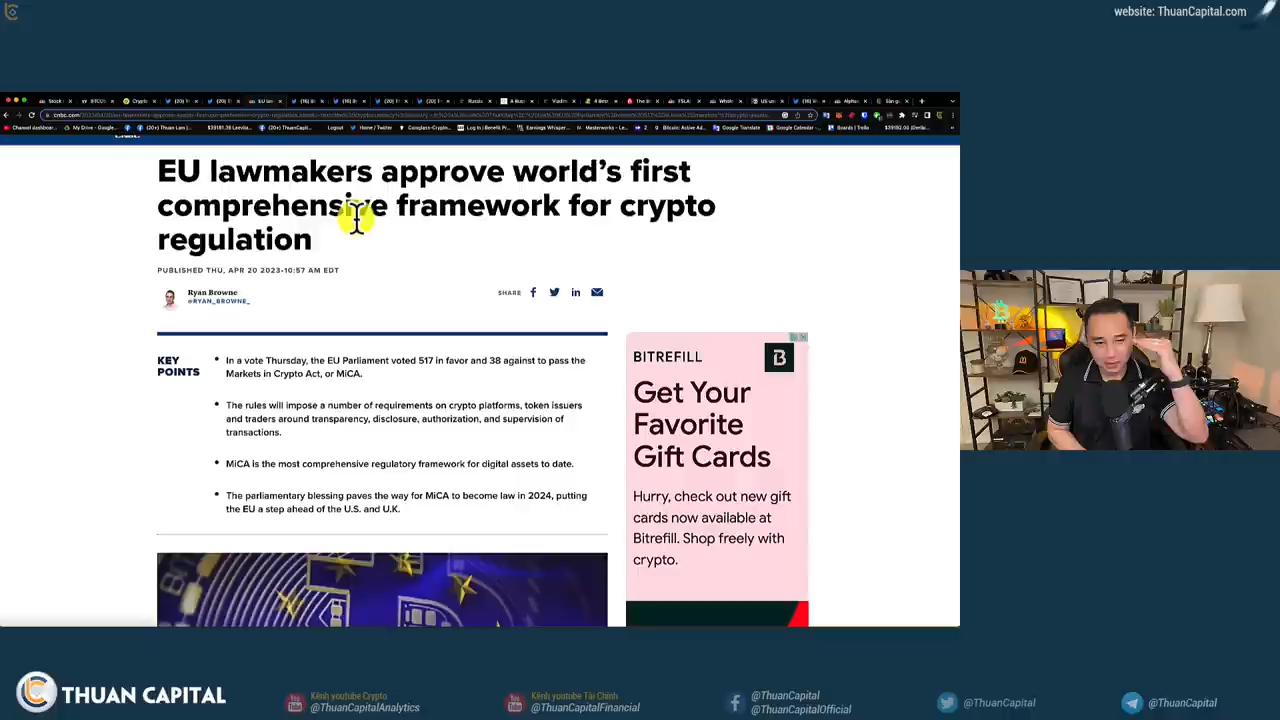 website: ThuanCapital.com
EU lawmakers approve world's first
comprehensive framework for crypto
regulation
PUBLISHED THU, APR 20 2023•10:57 AM EDT
Ryan Browne
@RYAN_BROWNE_
SHARE
KEY
POINTS
In a vote Thursday, the EU Parliament voted 517 in favor and 38 against to pass the
Markets in Crypto Act, or MiCA.
The rules will impose a number of requirements on crypto platforms, token issuers
and traders around transparency, disclosure, authorization, and supervision of
transactions.
MiCA is the most comprehensive regulatory framework for digital assets to date.
The parliamentary blessing paves the way for MiCA to become law in 2024, putting
the EU a step ahead of the U.S. and U.K.
BITREFILL
Get Your
Favorite
Gift Cards
Hurry, check out new gift
cards now available at
Bitrefill. Shop freely with
crypto.
THUAN CAPITAL
Kênh youtube Crypto
@ThuanCapitalAnalytics
Kênh youtube Tài Chính
@ThuanCapitalFinancial
@ThuanCapital
@ThuanCapitalOfficial
@ThuanCapital
@ThuanCapital